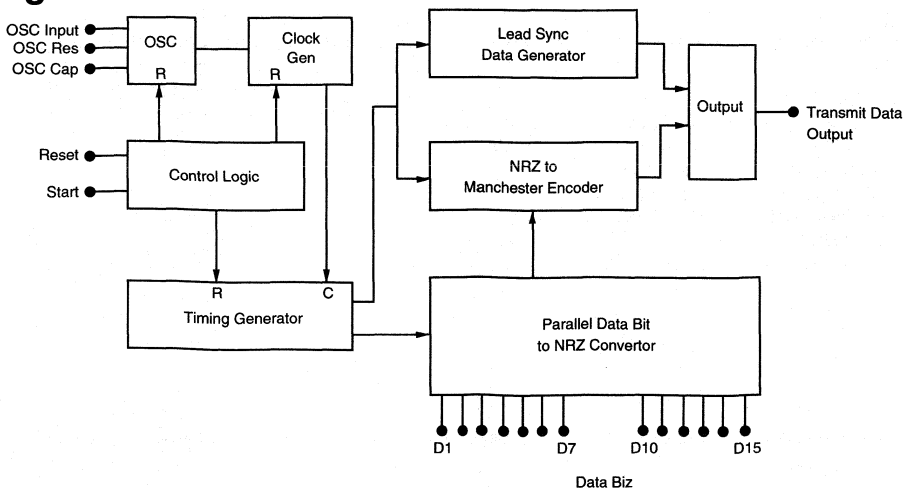 OSC Input
OSC Res
OSC Cap
OSC
R
Clock
Gen
R
Lead Sync
Data Generator
Output
Transmit Data
Output
Reset
Start
Control Logic
NRZ to
Manchester Encoder
R
C
Timing Generator
Parallel Data Bit
to NRZ Convertor
D1
D7
D10
D15
Data Biz